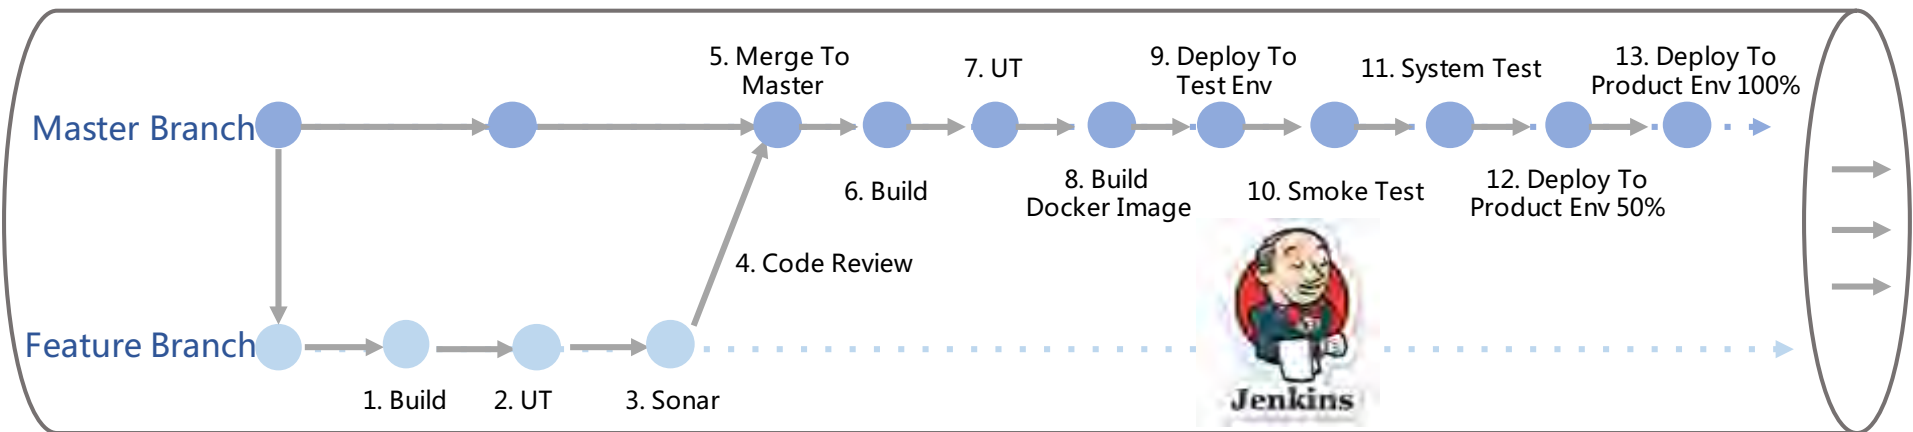 5. Merge To
Master
7. UT
9. Deploy To
Test Env
11. System Test
13. Deploy To
Product Env 100%
Master Branch
6. Build
8. Build
Docker Image
10. Smoke Test
12. Deploy To
Product Env 50%
4. Code Review
Feature Branch
1. Build
2. UT
3. Sonar
Jenkins